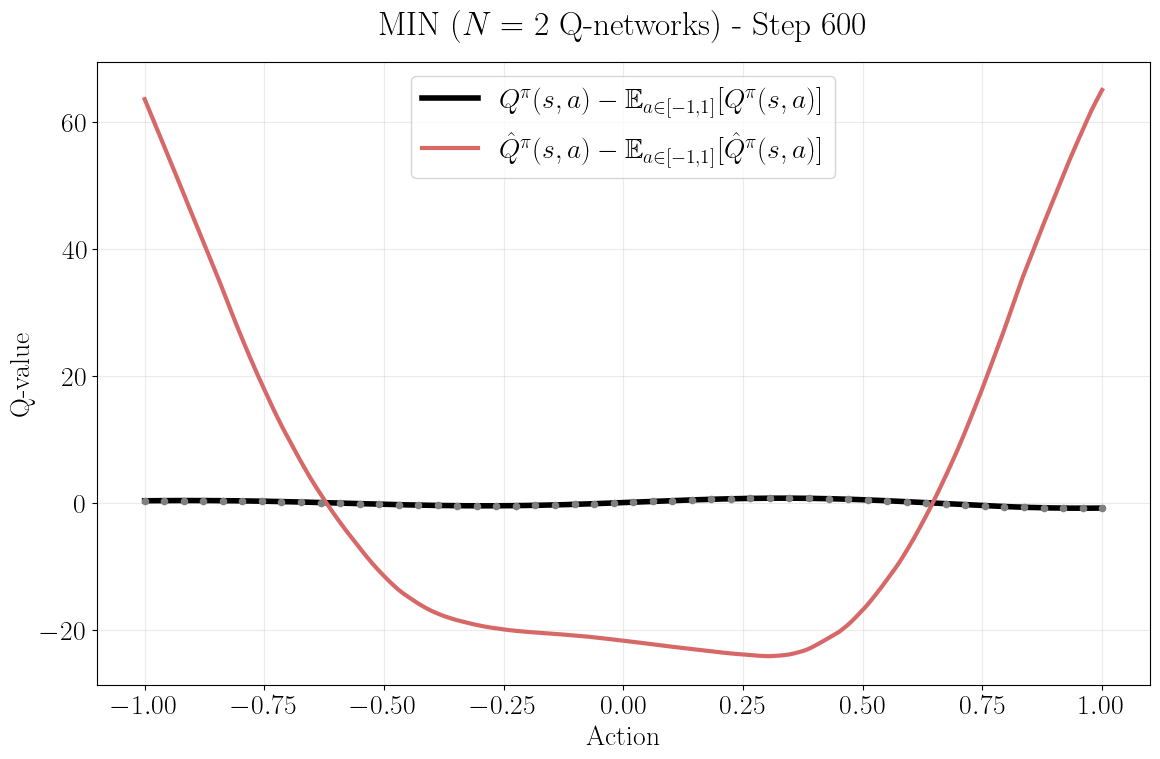 MIN (N = 2 Q-networks) - Step 600
Q^π(s, a) − 𝔼_{a∈[−1,1]}[Q^π(s, a)]
Q̂^π(s, a) − 𝔼_{a∈[−1,1]}[Q̂^π(s, a)]
60
40
20
0
−20
Q-value
−1.00 −0.75 −0.50 −0.25 0.00 0.25 0.50 0.75 1.00
Action